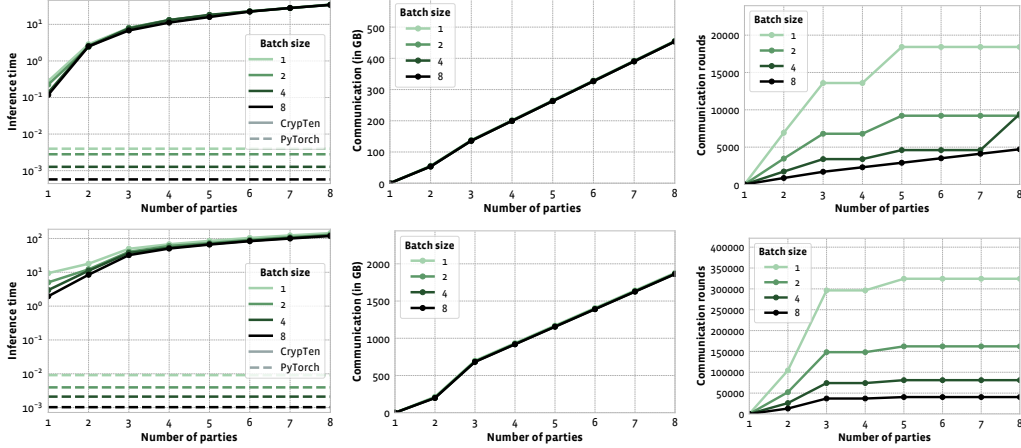 Inference time
10¹
10⁰
10⁻¹
10⁻²
10⁻³
Batch size
1
2
4
8
CrypTen
PyTorch
1 2 3 4 5 6 7 8
Number of parties
Communication (in GB)
500
400
300
200
100
0
Batch size
1
2
4
8
1 2 3 4 5 6 7 8
Number of parties
Communication rounds
20000
15000
10000
5000
0
Batch size
1
2
4
8
1 2 3 4 5 6 7 8
Number of parties
Inference time
10²
10¹
10⁰
10⁻¹
10⁻²
10⁻³
Batch size
1
2
4
8
CrypTen
PyTorch
1 2 3 4 5 6 7 8
Number of parties
Communication (in GB)
2000
1500
1000
500
0
Batch size
1
2
4
8
1 2 3 4 5 6 7 8
Number of parties
Communication rounds
400000
350000
300000
250000
200000
150000
100000
50000
0
Batch size
1
2
4
8
1 2 3 4 5 6 7 8
Number of parties